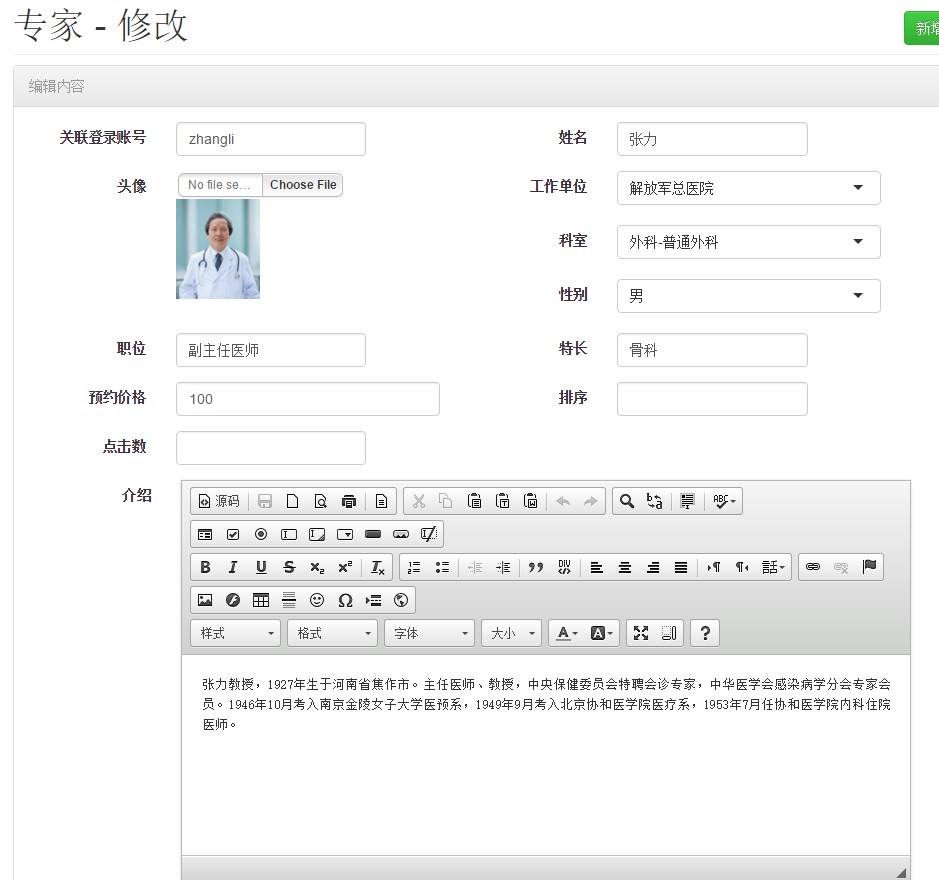 专家 - 修改
新增
编辑内容
关联登录账号 zhangli 姓名 张力
头像 No file se... Choose File 工作单位 解放军总医院
科室 外科-普通外科
性别 男
职位 副主任医师 特长 骨科
预约价格 100 排序
点击数
介绍
源码
样式 格式 字体 大小
张力教授，1927年生于河南省焦作市。主任医师、教授，中央保健委员会特聘会诊专家，中华医学会感染病学分会专家会
员。1946年10月考入南京金陵女子大学医预系，1949年9月考入北京协和医学院医疗系，1953年7月任协和医学院内科住院
医师。